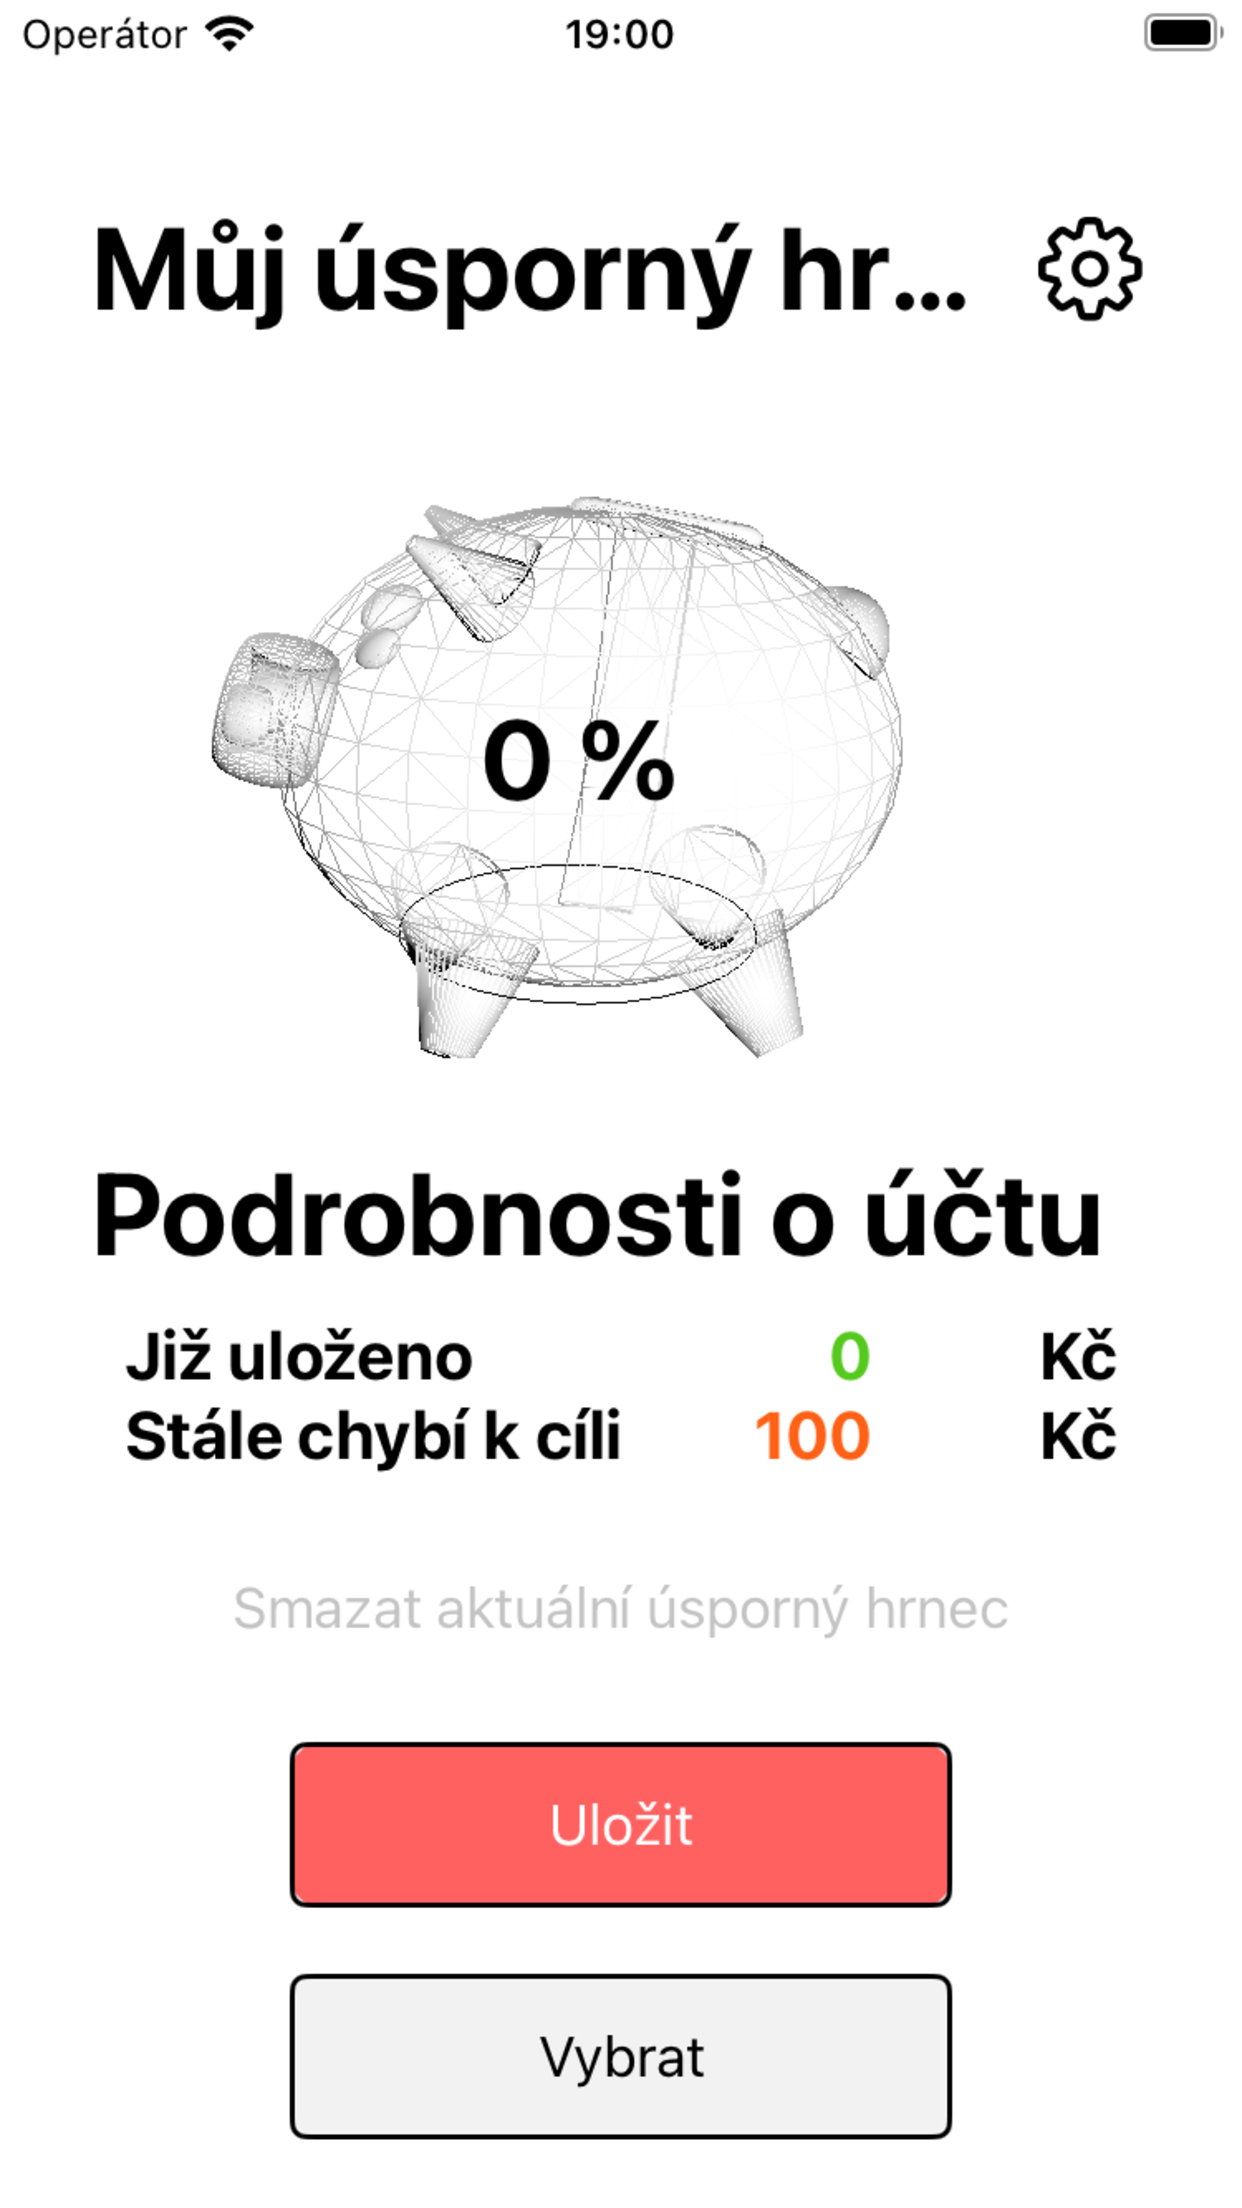 Operátor
19:00
Můj úsporný hr...
0 %
Podrobnosti o účtu
Již uloženo 0 Kč
Stále chybí k cíli 100 Kč
Smazat aktuální úsporný hrnec
Uložit
Vybrat